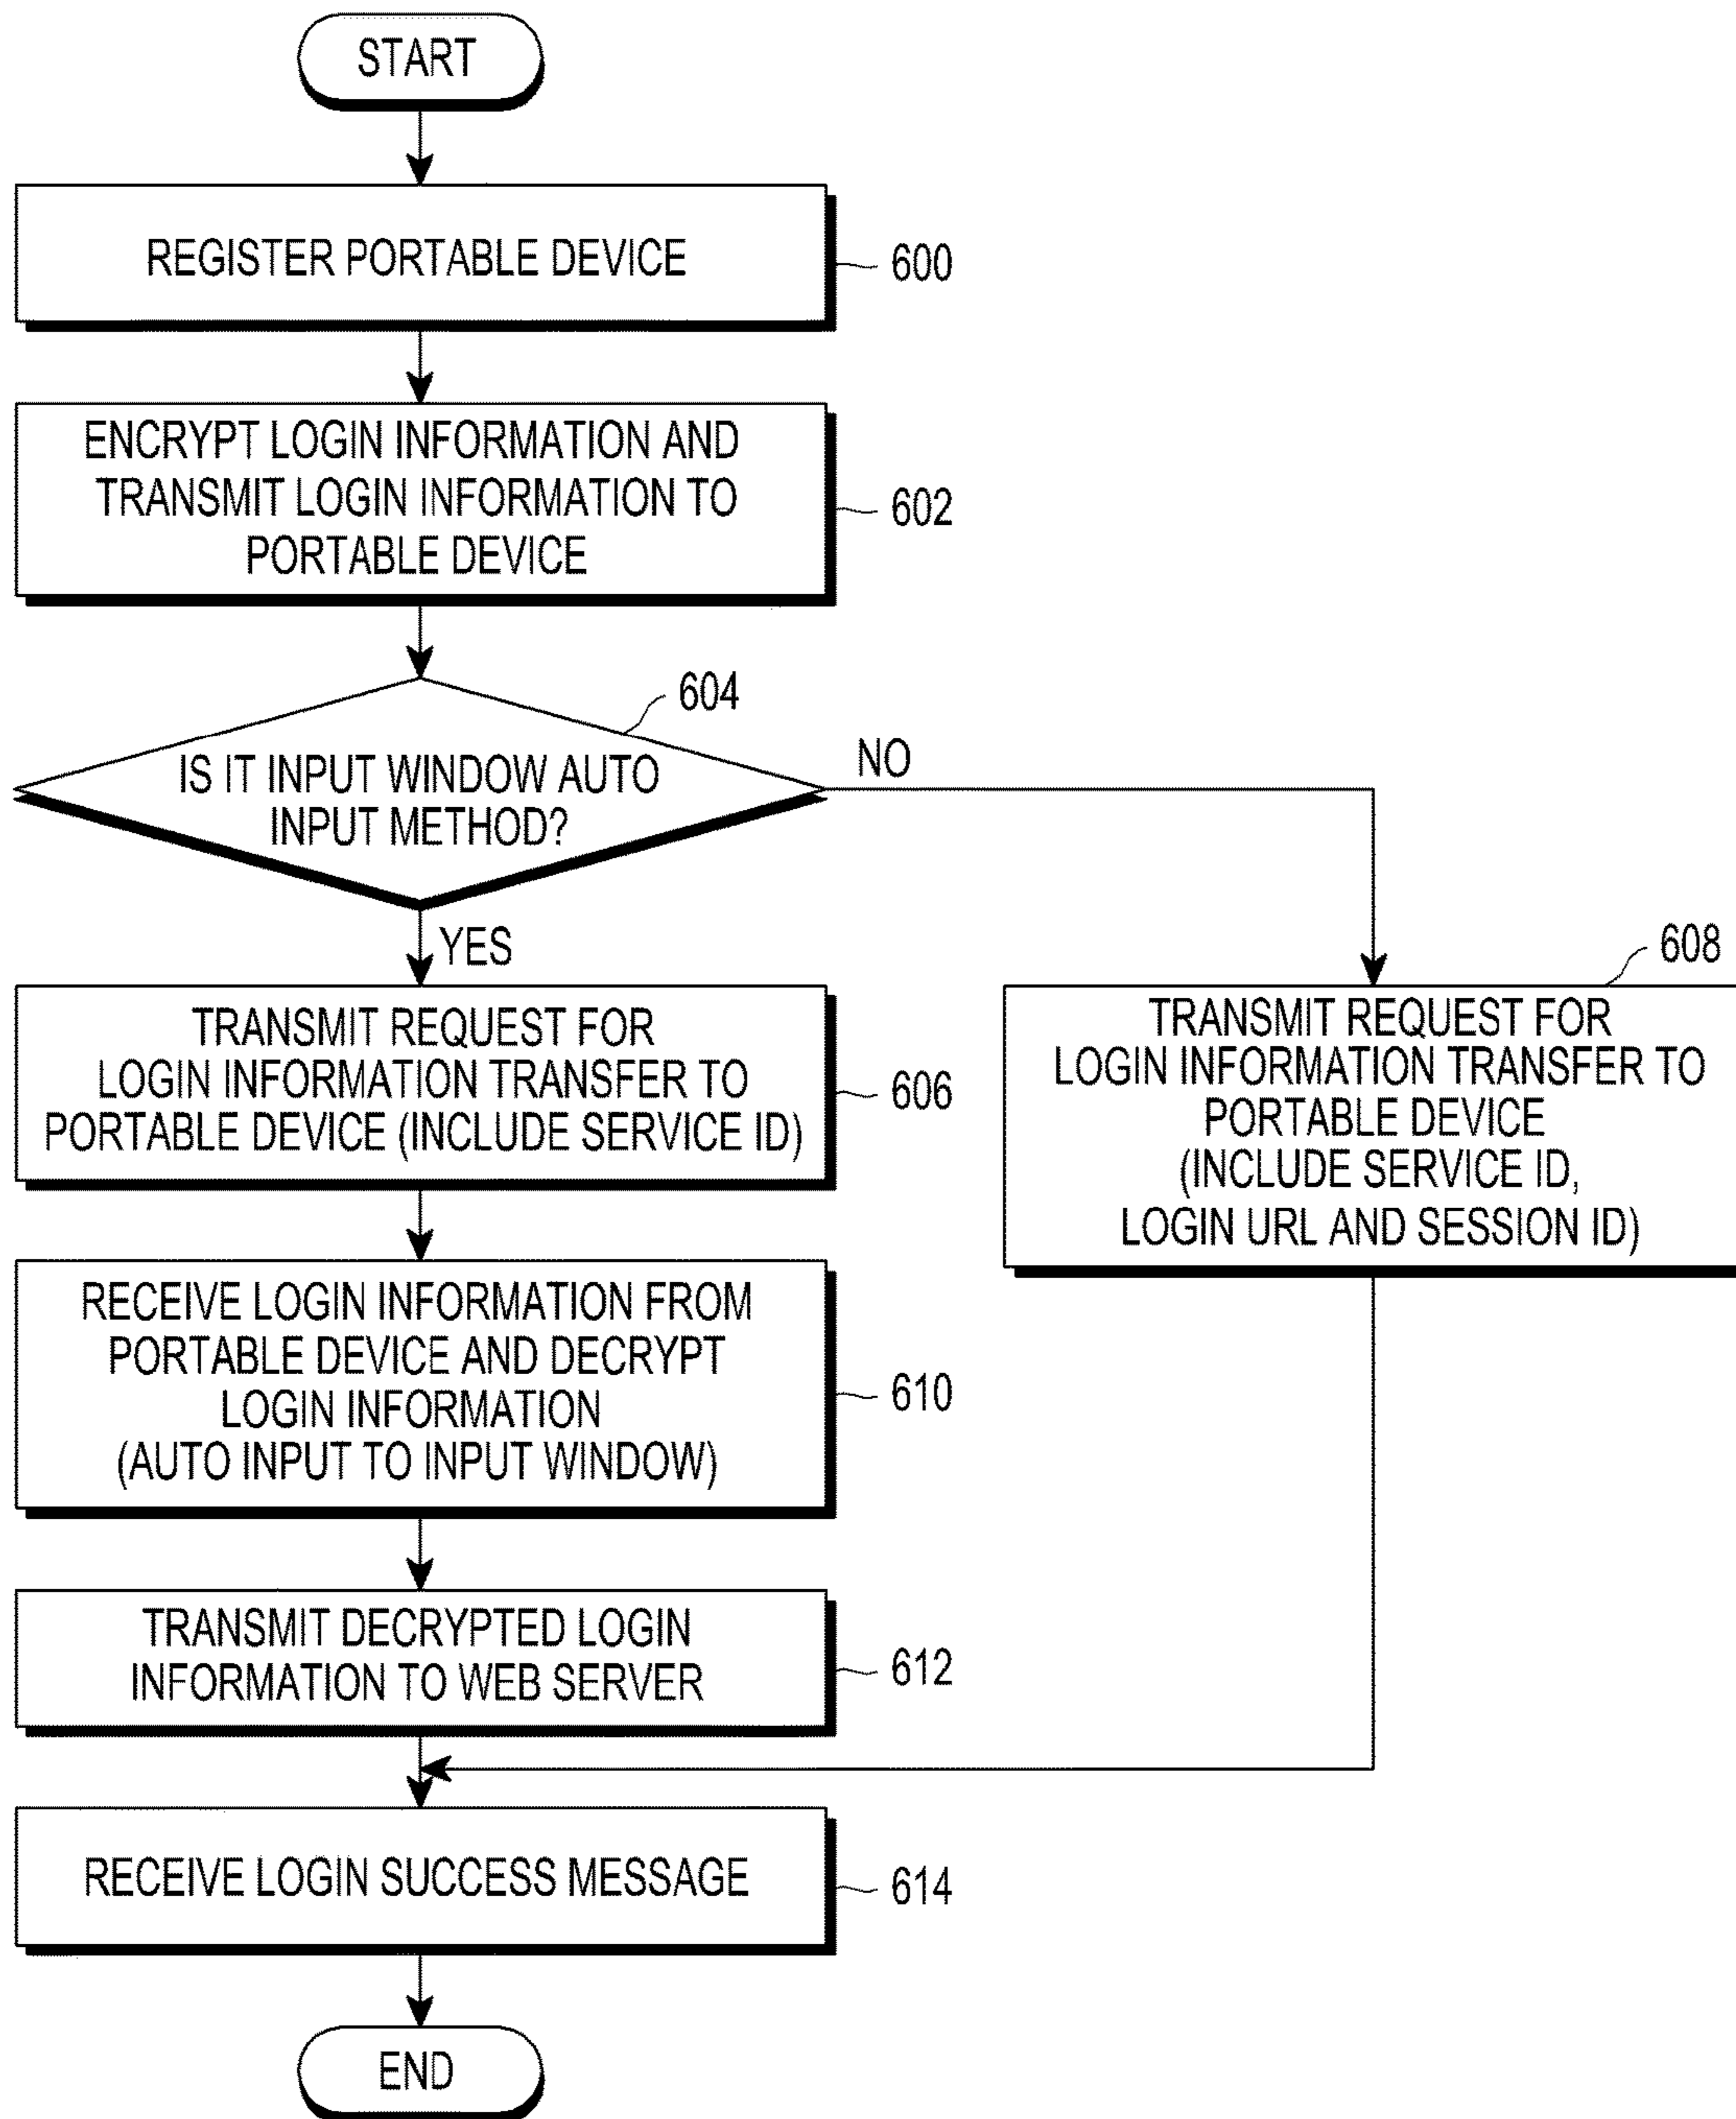 START
REGISTER PORTABLE DEVICE
600
ENCRYPT LOGIN INFORMATION AND
TRANSMIT LOGIN INFORMATION TO
PORTABLE DEVICE
602
604
IS IT INPUT WINDOW AUTO
INPUT METHOD?
NO
YES
TRANSMIT REQUEST FOR
LOGIN INFORMATION TRANSFER TO
PORTABLE DEVICE (INCLUDE SERVICE ID)
606
608
TRANSMIT REQUEST FOR
LOGIN INFORMATION TRANSFER TO
PORTABLE DEVICE
(INCLUDE SERVICE ID,
LOGIN URL AND SESSION ID)
RECEIVE LOGIN INFORMATION FROM
PORTABLE DEVICE AND DECRYPT
LOGIN INFORMATION
(AUTO INPUT TO INPUT WINDOW)
610
TRANSMIT DECRYPTED LOGIN
INFORMATION TO WEB SERVER
612
RECEIVE LOGIN SUCCESS MESSAGE
614
END